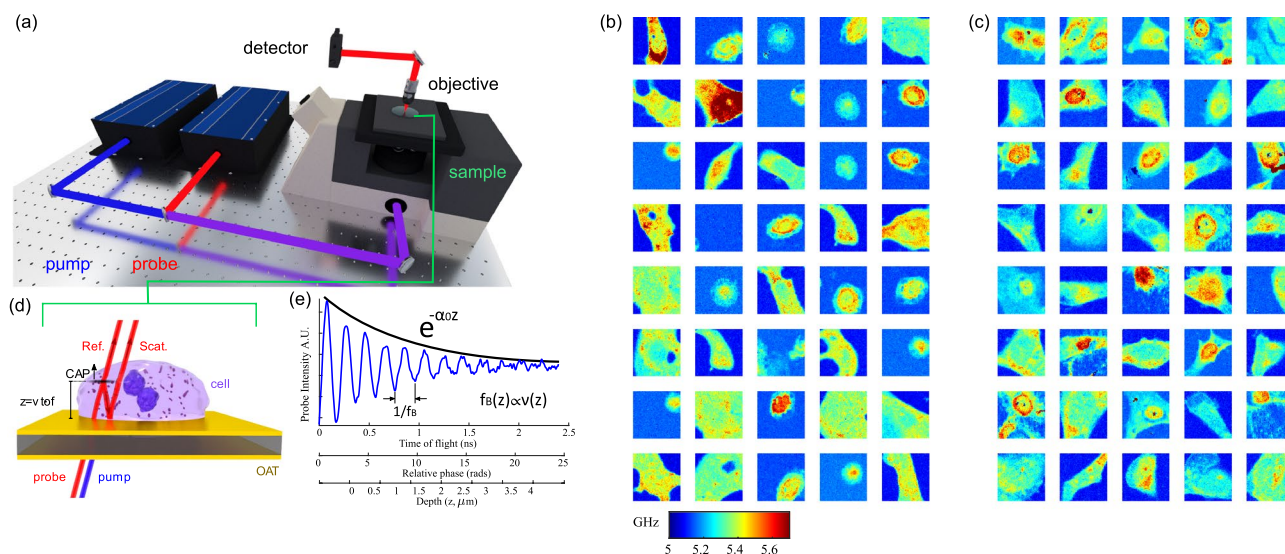 (a)
detector
objective
sample
pump
probe
(b)
(c)
GHz
5
5.2
5.4
5.6
(d)
Ref.
Scat.
CAP
cell
z=v tof
OAT
probe
pump
(e)
e^-α₀z
Probe Intensity A.U.
1/fB
fB(z)∝v(z)
0 0.5 1 1.5 2 2.5
Time of flight (ns)
0 5 10 15 20 25
Relative phase (rads)
0 0.5 1 1.5 2 2.5 3 3.5 4
Depth (z, μm)